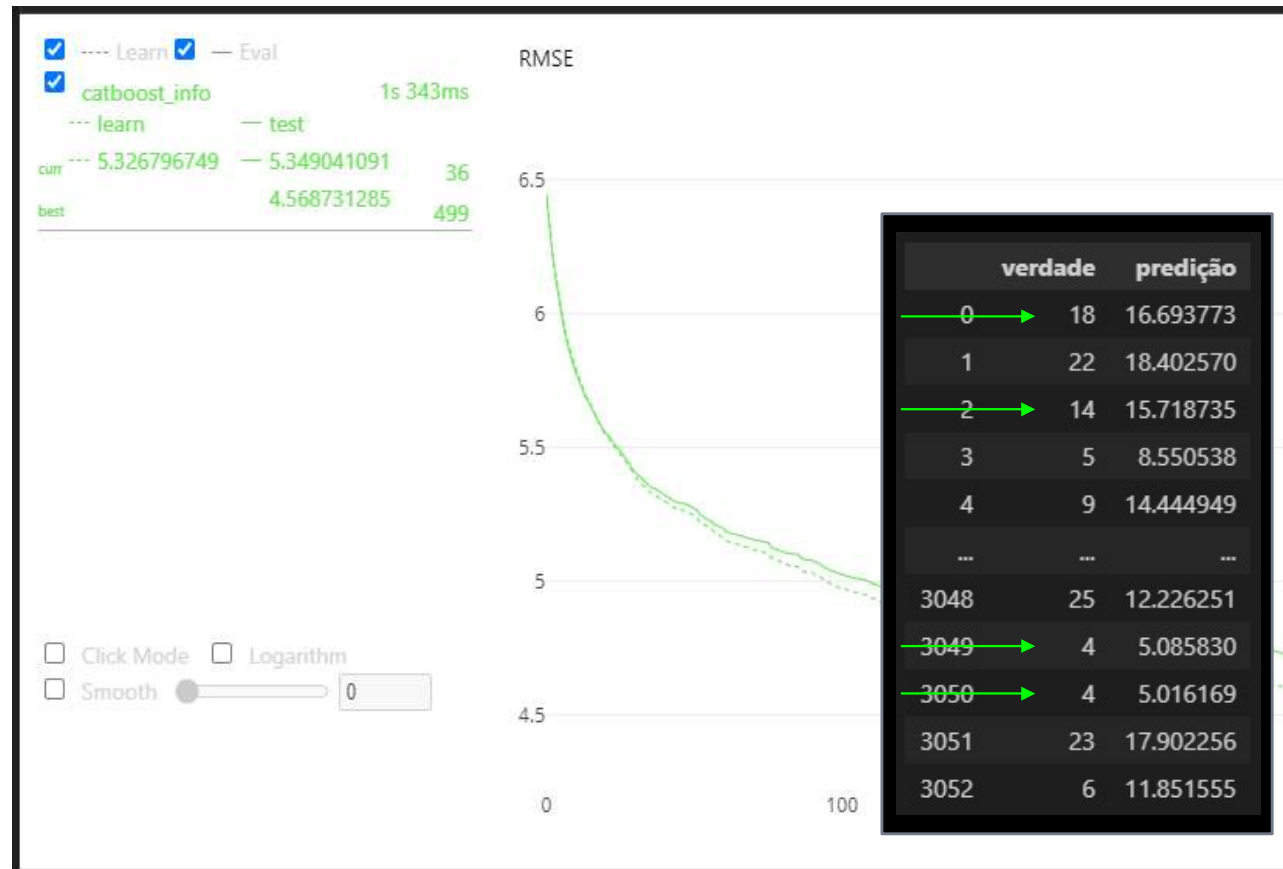 ---- Learn — Eval
catboost_info 1s 343ms
--- learn — test
curr --- 5.326796749 — 5.349041091 36
best 4.568731285 499
Click Mode Logarithm
Smooth 0
RMSE
6.5
6
5.5
5
4.5
0 100
verdade predição
0 18 16.693773
1 22 18.402570
2 14 15.718735
3 5 8.550538
4 9 14.444949
... ... ...
3048 25 12.226251
3049 4 5.085830
3050 4 5.016169
3051 23 17.902256
3052 6 11.851555